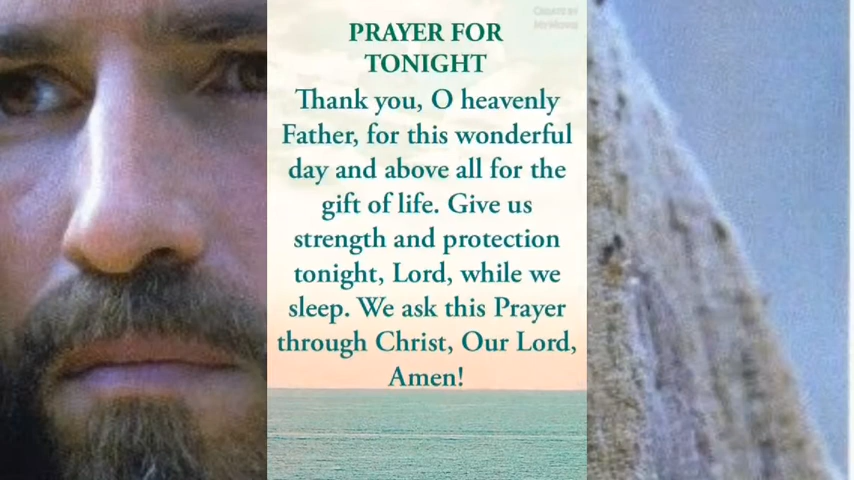 PRAYER FOR
TONIGHT
Thank you, O heavenly
Father, for this wonderful
day and above all for the
gift of life. Give us
strength and protection
tonight, Lord, while we
sleep. We ask this Prayer
through Christ, Our Lord,
Amen!